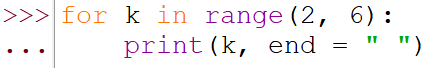 >>> for k in range(2, 6):
...     print(k, end = " ")